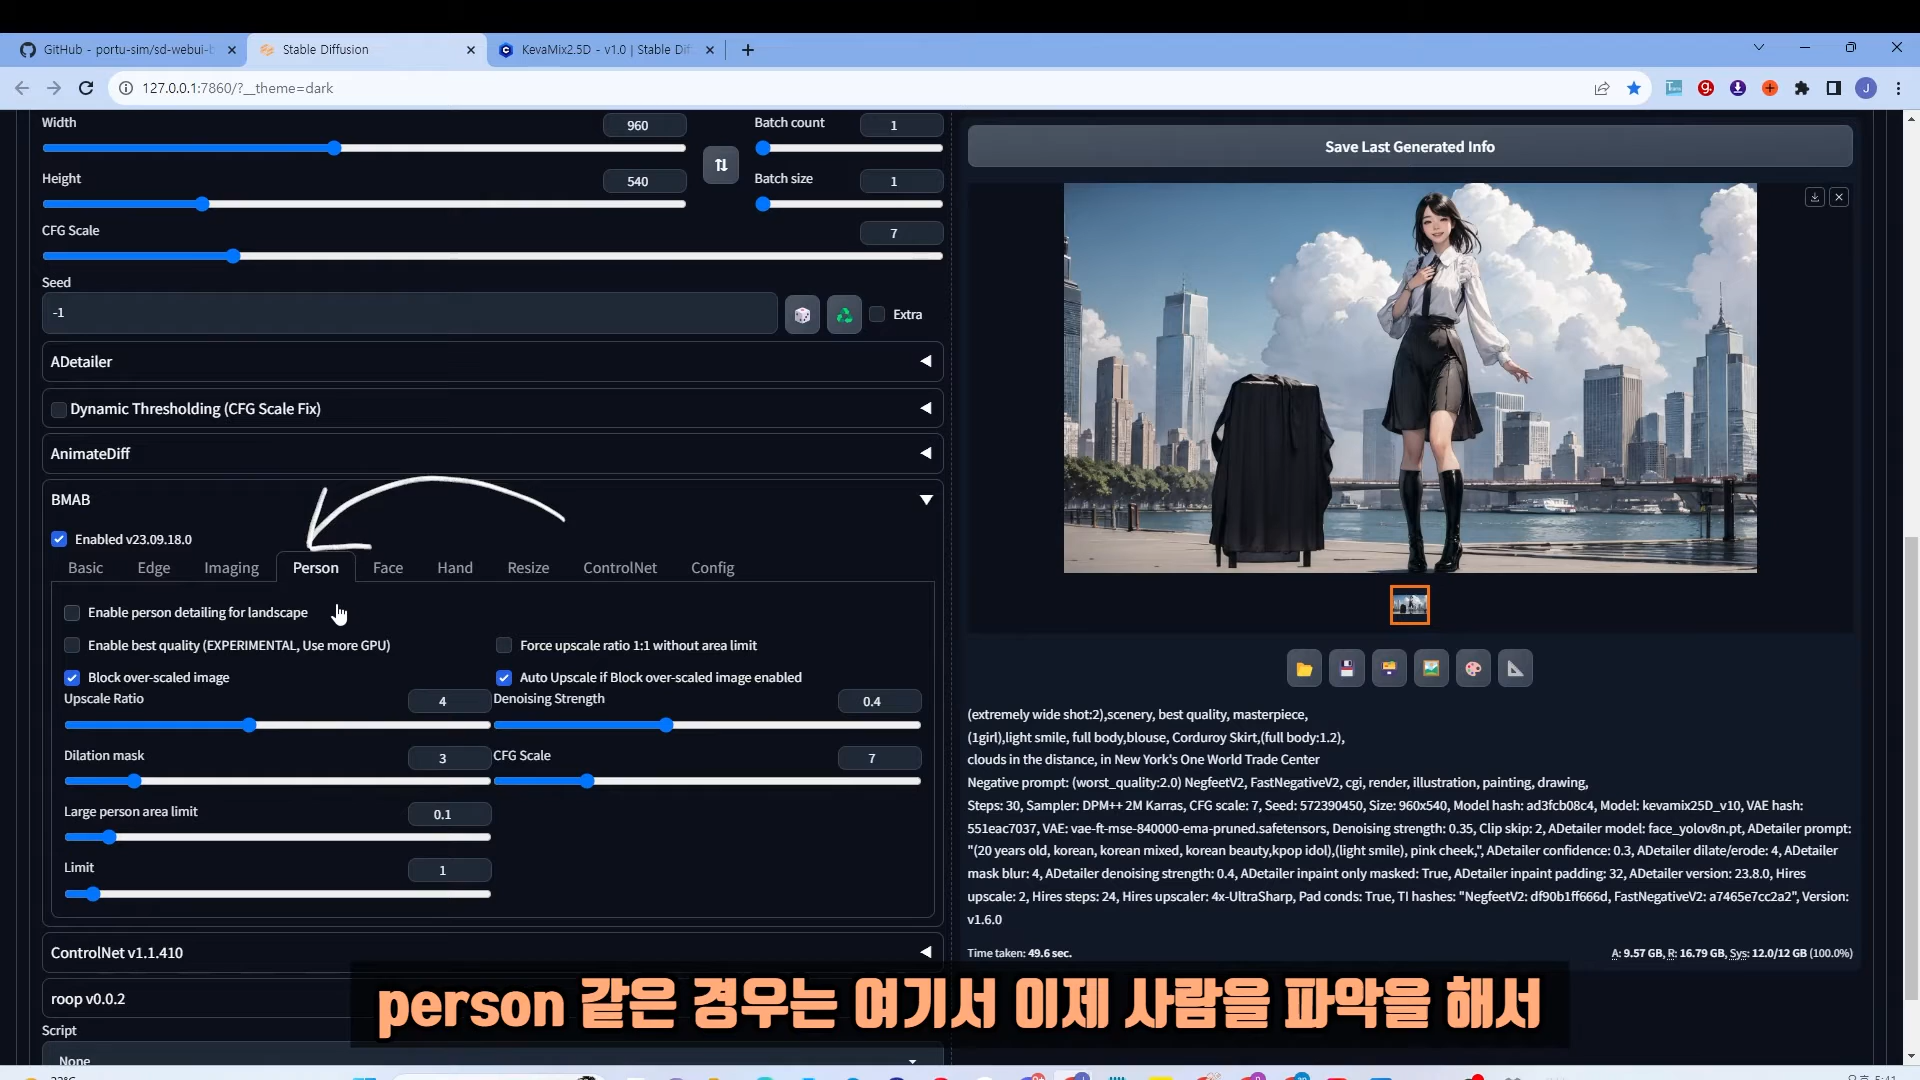 GitHub - portu-sim/sd-webui-b
Stable Diffusion
KevaMix2.5D - v1.0 | Stable Dif
127.0.0.1:7860/?__theme=dark
Width
960
Batch count
1
Height
540
Batch size
1
CFG Scale
7
Seed
-1
Extra
ADetailer
Dynamic Thresholding (CFG Scale Fix)
AnimateDiff
BMAB
Enabled v23.09.18.0
Basic Edge Imaging Person Face Hand Resize ControlNet Config
Enable person detailing for landscape
Enable best quality (EXPERIMENTAL, Use more GPU)
Force upscale ratio 1:1 without area limit
Block over-scaled image
Auto Upscale if Block over-scaled image enabled
Upscale Ratio
4
Denoising Strength
0.4
Dilation mask
3
CFG Scale
7
Large person area limit
0.1
Limit
1
ControlNet v1.1.410
roop v0.0.2
Script
None
Save Last Generated Info
(extremely wide shot:2),scenery, best quality, masterpiece,
(1girl),light smile, full body,blouse, Corduroy Skirt,(full body:1.2),
clouds in the distance, in New York's One World Trade Center
Negative prompt: (worst_quality:2.0) NegfeetV2, FastNegativeV2, cgi, render, illustration, painting, drawing,
Steps: 30, Sampler: DPM++ 2M Karras, CFG scale: 7, Seed: 572390450, Size: 960x540, Model hash: ad3fcb08c4, Model: kevamix25D_v10, VAE hash:
551eac7037, VAE: vae-ft-mse-840000-ema-pruned.safetensors, Denoising strength: 0.35, Clip skip: 2, ADetailer model: face_yolov8n.pt, ADetailer prompt:
"(20 years old, korean, korean mixed, korean beauty,kpop idol),(light smile), pink cheek,", ADetailer confidence: 0.3, ADetailer dilate/erode: 4, ADetailer
mask blur: 4, ADetailer denoising strength: 0.4, ADetailer inpaint only masked: True, ADetailer inpaint padding: 32, ADetailer version: 23.8.0, Hires
upscale: 2, Hires steps: 24, Hires upscaler: 4x-UltraSharp, Pad conds: True, TI hashes: "NegfeetV2: df90b1ff666d, FastNegativeV2: a7465e7cc2a2", Version:
v1.6.0
Time taken: 49.6 sec.
A: 9.57 GB, R: 16.79 GB, Sys: 12.0/12 GB (100.0%)
person 같은 경우는 여기서 이제 사람을 파악을 해서